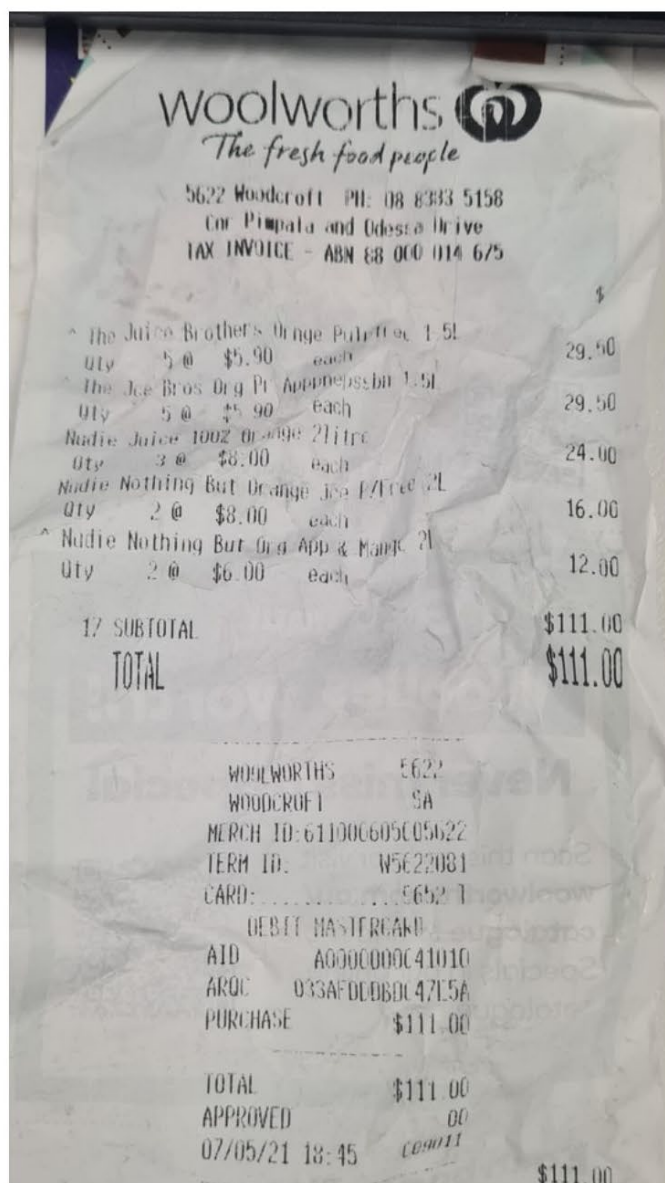 woolworths
The fresh food people
5622 Woodcroft PH: 08 8383 5158
Cnr Pimpala and Odessa Drive
TAX INVOICE - ABN 88 000 014 675
$
^ The Juice Brothers Ornge Pulpfree 1.5L
Qty 5 @ $5.90 each 29.50
^ The Jce Bros Org Pr 1.5L
Qty 5 @ $5.90 each 29.50
Nudie Juice 100% Orange 2litre
Qty 3 @ $8.00 each 24.00
Nudie Nothing But Orange Jce P/Free 2L
Qty 2 @ $8.00 each 16.00
^ Nudie Nothing But Org App & Mango 2l
Qty 2 @ $6.00 each 12.00
17 SUBTOTAL $111.00
TOTAL $111.00
WOOLWORTHS 5622
WOODCROFT SA
MERCH ID:611000605005622
TERM ID: W5622081
CARD:..............5652 T
DEBIT MASTERCARD
AID A0000000041010
ARQC
PURCHASE $111.00
TOTAL $111.00
APPROVED 00
07/05/21 18:45 C09011
$111.00